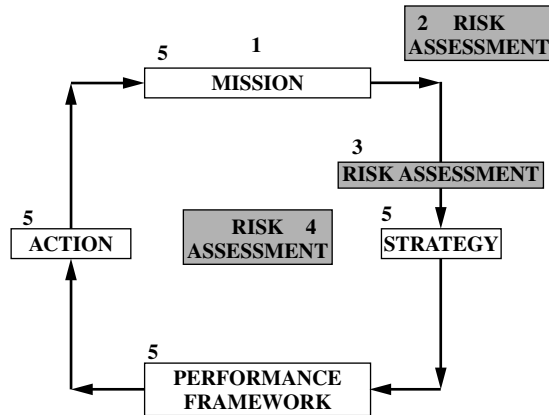 2 RISK
ASSESSMENT
5 1
MISSION
3
RISK ASSESSMENT
5
ACTION
RISK 4
ASSESSMENT
5
STRATEGY
5
PERFORMANCE
FRAMEWORK